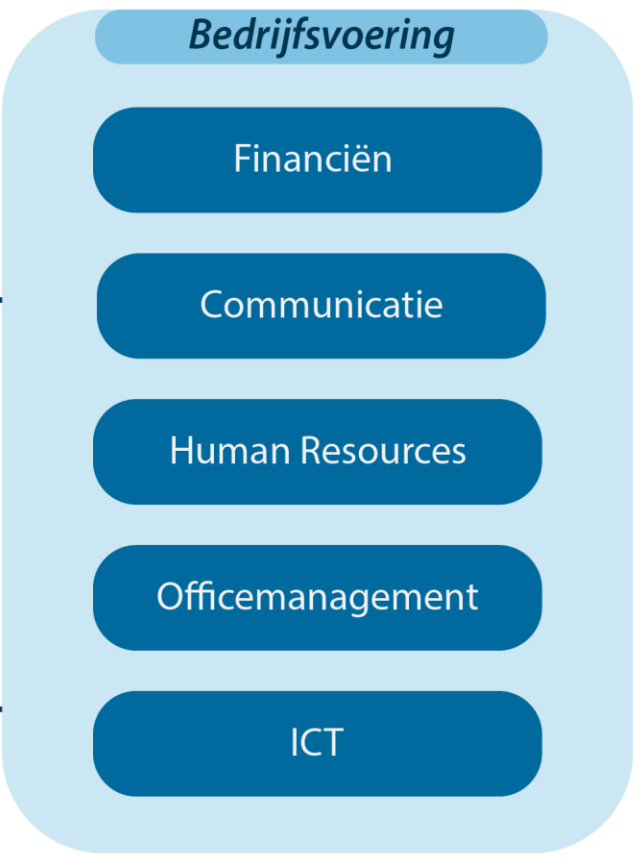 Bedrijfsvoering
Financiën
Communicatie
Human Resources
Officemanagement
ICT